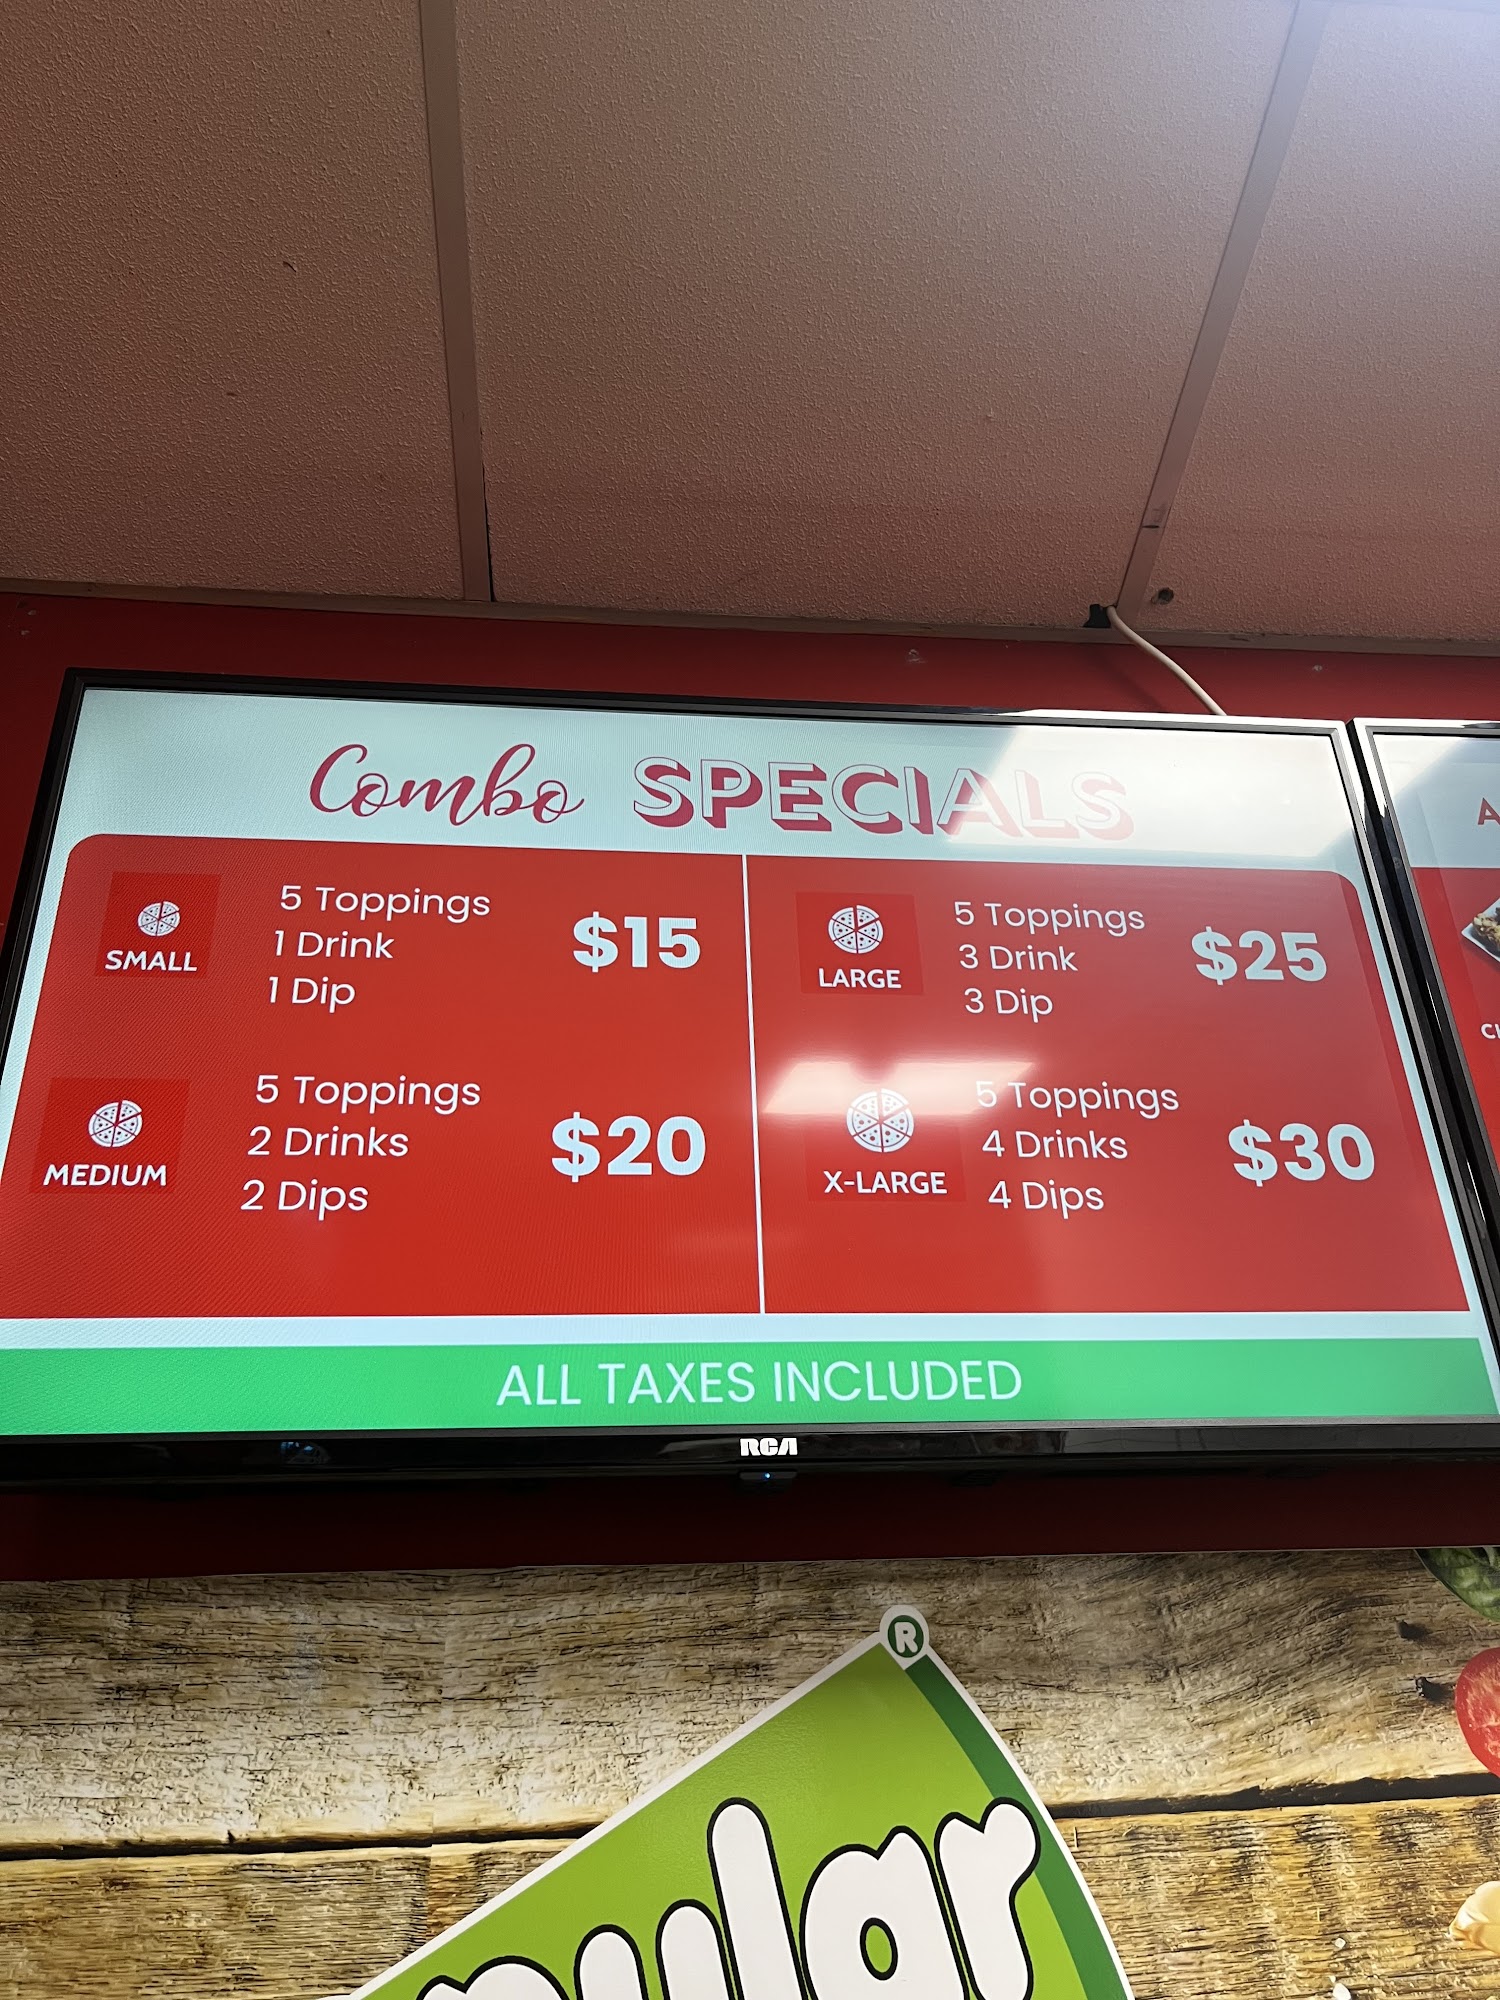 Combo SPECIALS
SMALL
5 Toppings
1 Drink
1 Dip
$15
MEDIUM
5 Toppings
2 Drinks
2 Dips
$20
LARGE
5 Toppings
3 Drink
3 Dip
$25
X-LARGE
5 Toppings
4 Drinks
4 Dips
$30
ALL TAXES INCLUDED
RCA
®